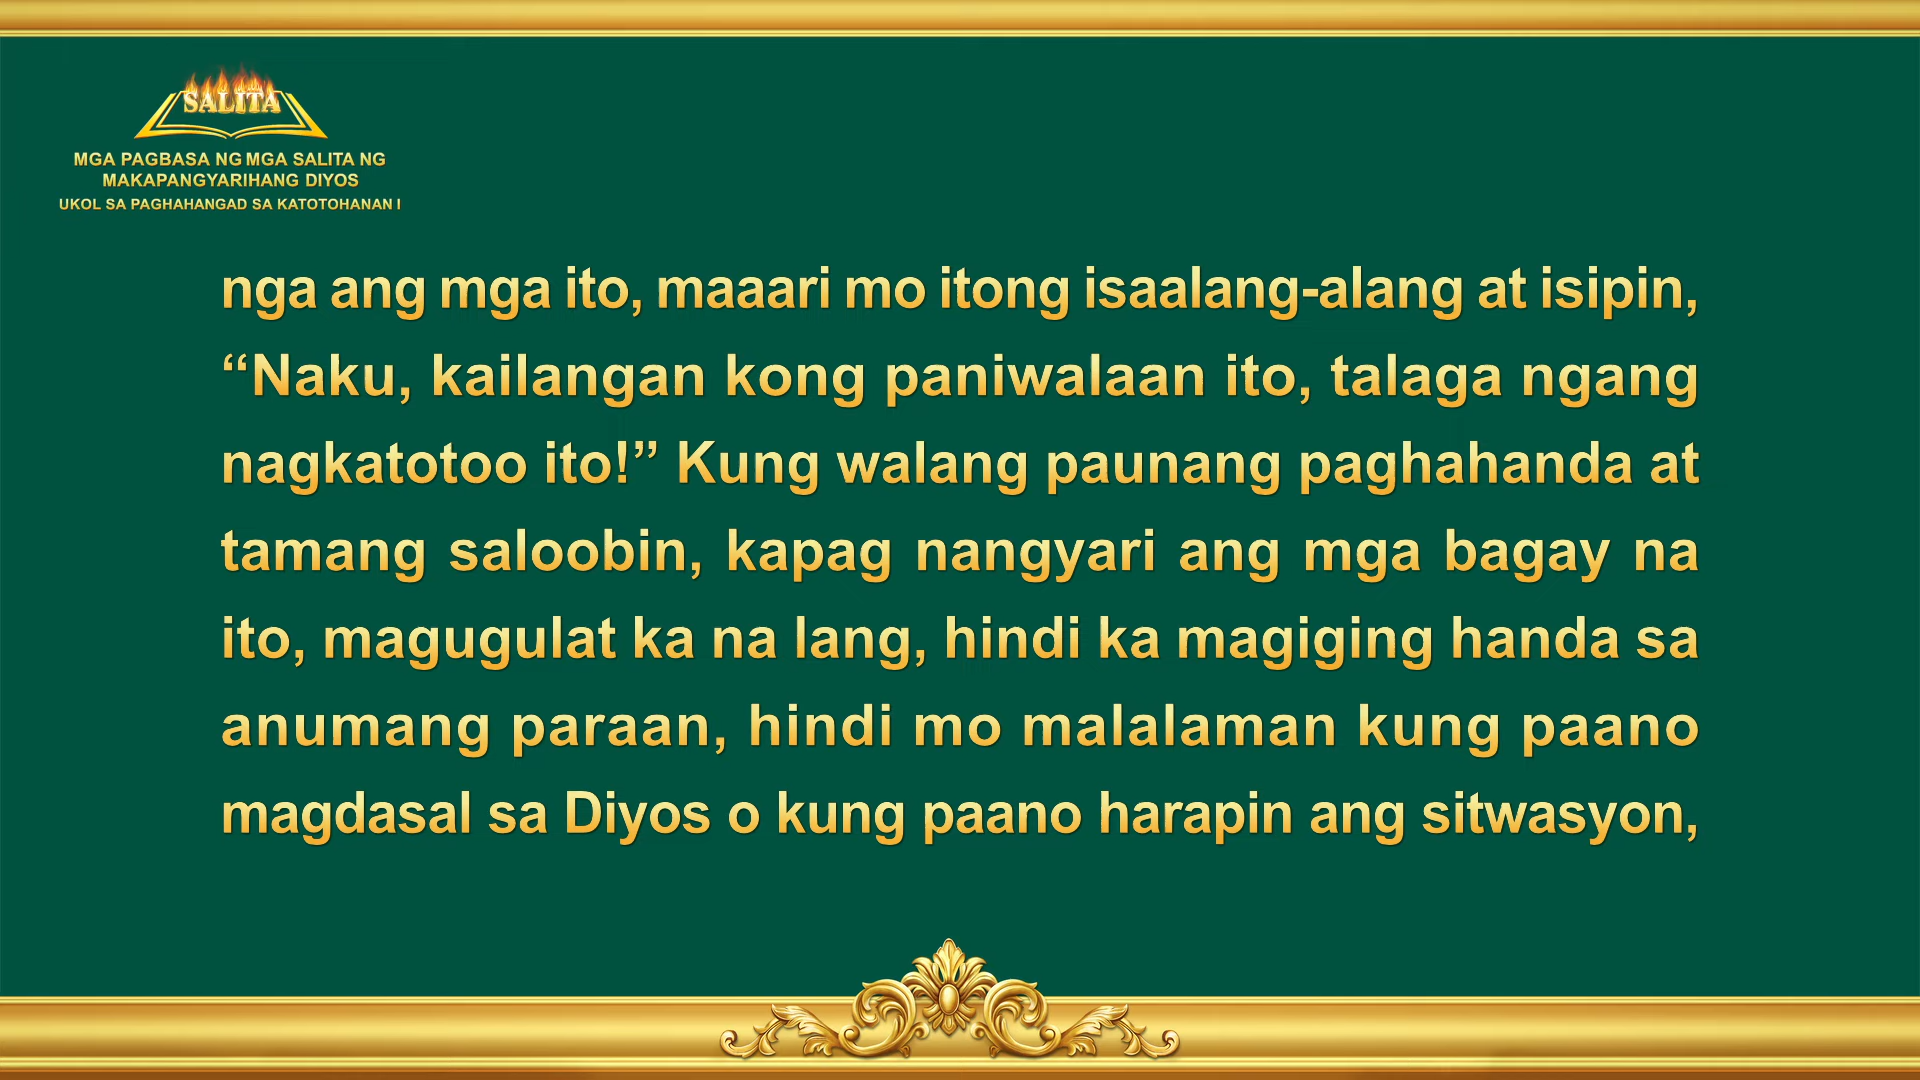 SALITA
MGA PAGBASA NG MGA SALITA NG
MAKAPANGYARIHANG DIYOS
UKOL SA PAGHAHANGAD SA KATOTOHANAN I
nga ang mga ito, maaari mo itong isaalang-alang at isipin,
“Naku, kailangan kong paniwalaan ito, talaga ngang
nagkatotoo ito!” Kung walang paunang paghahanda at
tamang saloobin, kapag nangyari ang mga bagay na
ito, magugulat ka na lang, hindi ka magiging handa sa
anumang paraan, hindi mo malalaman kung paano
magdasal sa Diyos o kung paano harapin ang sitwasyon,